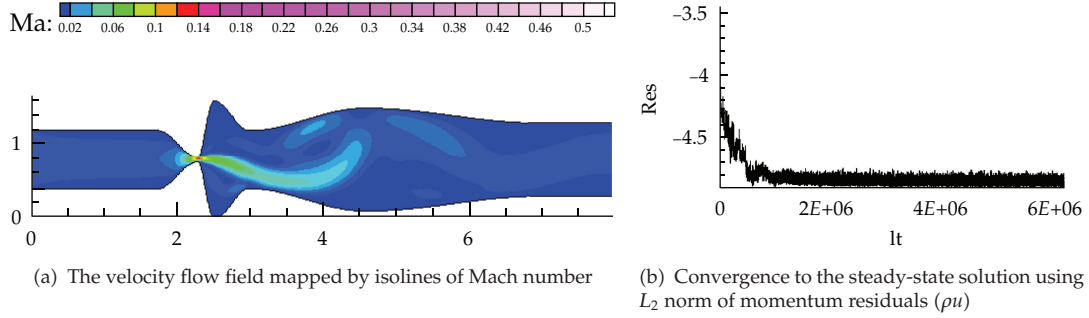 Ma:
0.02 0.06 0.1 0.14 0.18 0.22 0.26 0.3 0.34 0.38 0.42 0.46 0.5
1
0
0 2 4 6
(a) The velocity flow field mapped by isolines of Mach number
−3.5
−4
−4.5
Res
0 2E+06 4E+06 6E+06
It
(b) Convergence to the steady-state solution using
L2 norm of momentum residuals (ρu)